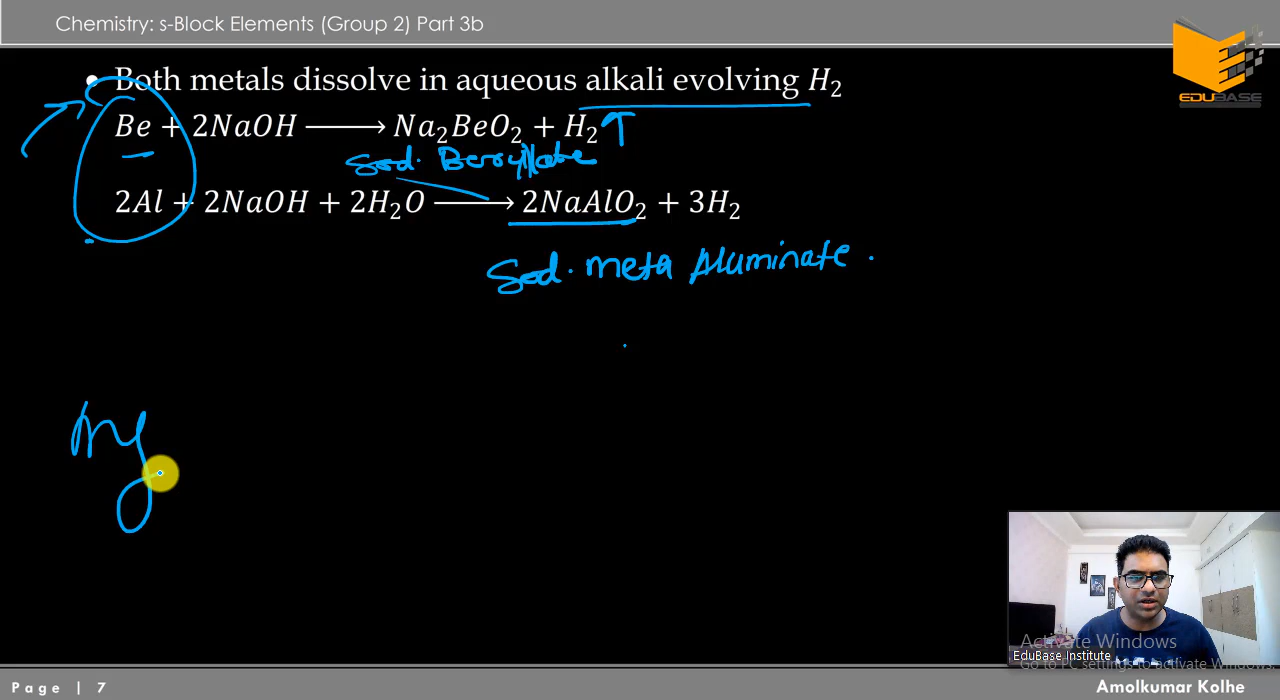 Chemistry: s-Block Elements (Group 2) Part 3b
EDUBASE
• Both metals dissolve in aqueous alkali evolving H₂
Be + 2NaOH ⟶ Na₂BeO₂ + H₂ ↑
Sod. Beryllate
2Al + 2NaOH + 2H₂O ⟶ 2NaAlO₂ + 3H₂
Sod. meta Aluminate.
Mg
Activate Windows
Go to PC settings to activate Windows.
EduBase Institute
Page | 7
Amolkumar Kolhe